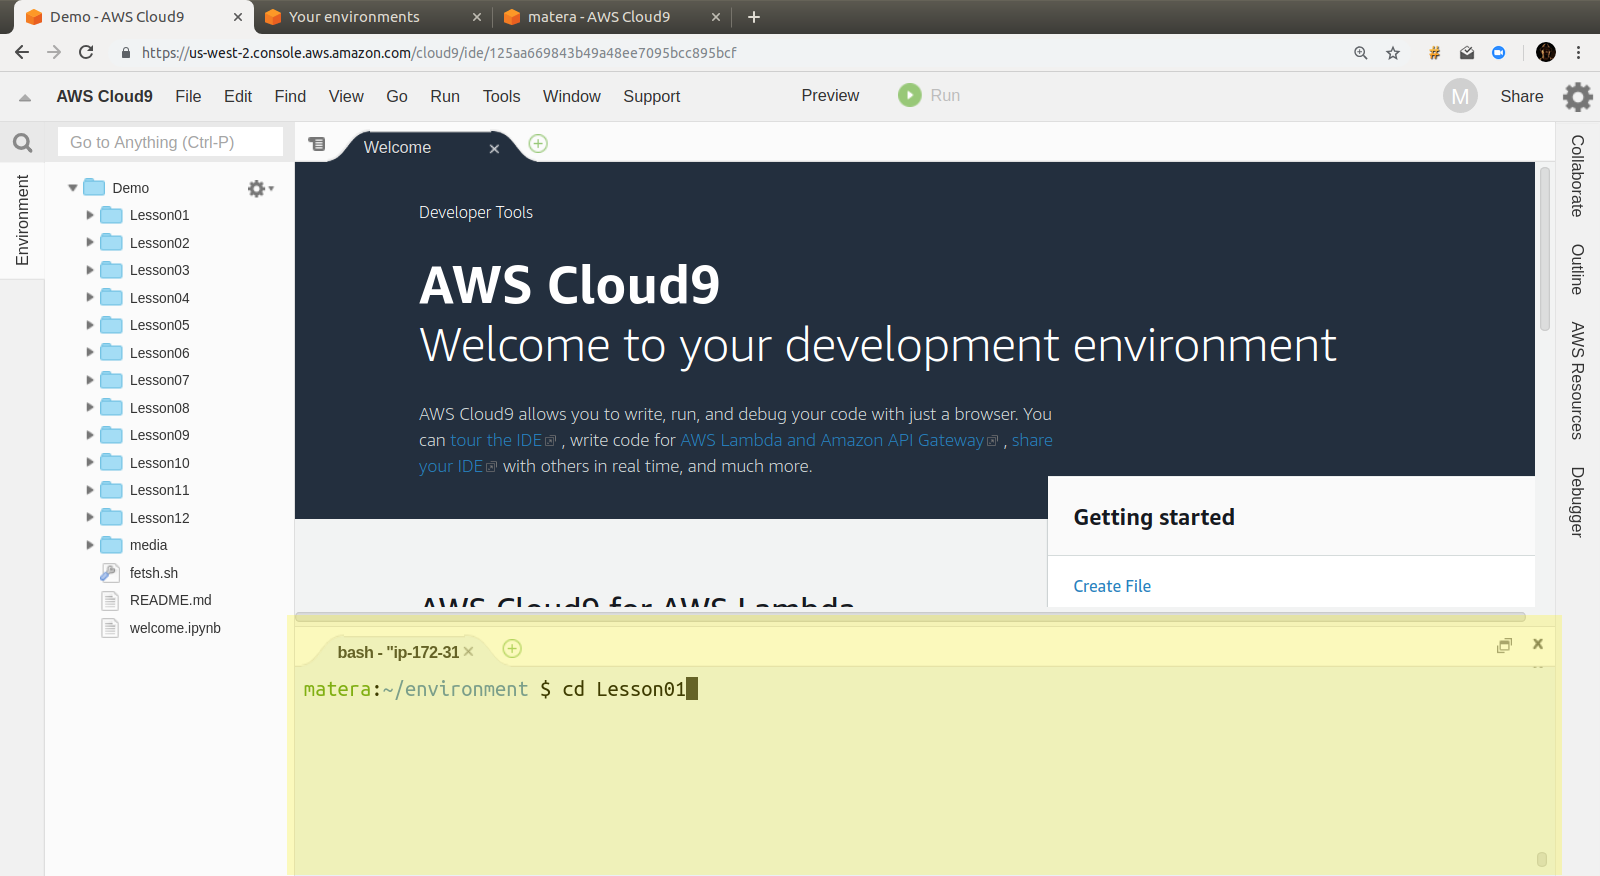 Demo - AWS Cloud9
Your environments
matera - AWS Cloud9
https://us-west-2.console.aws.amazon.com/cloud9/ide/125aa669843b49a48ee7095bcc895bcf
AWS Cloud9 File Edit Find View Go Run Tools Window Support Preview Run M Share
Go to Anything (Ctrl-P)
Welcome
Environment
Demo
Lesson01
Lesson02
Lesson03
Lesson04
Lesson05
Lesson06
Lesson07
Lesson08
Lesson09
Lesson10
Lesson11
Lesson12
media
fetsh.sh
README.md
welcome.ipynb
Developer Tools
AWS Cloud9
Welcome to your development environment
AWS Cloud9 allows you to write, run, and debug your code with just a browser. You
can tour the IDE , write code for AWS Lambda and Amazon API Gateway , share
your IDE with others in real time, and much more.
Getting started
Create File
AWS Cloud9 for AWS Lambda
Collaborate
Outline
AWS Resources
Debugger
bash - "ip-172-31
matera:~/environment $ cd Lesson01